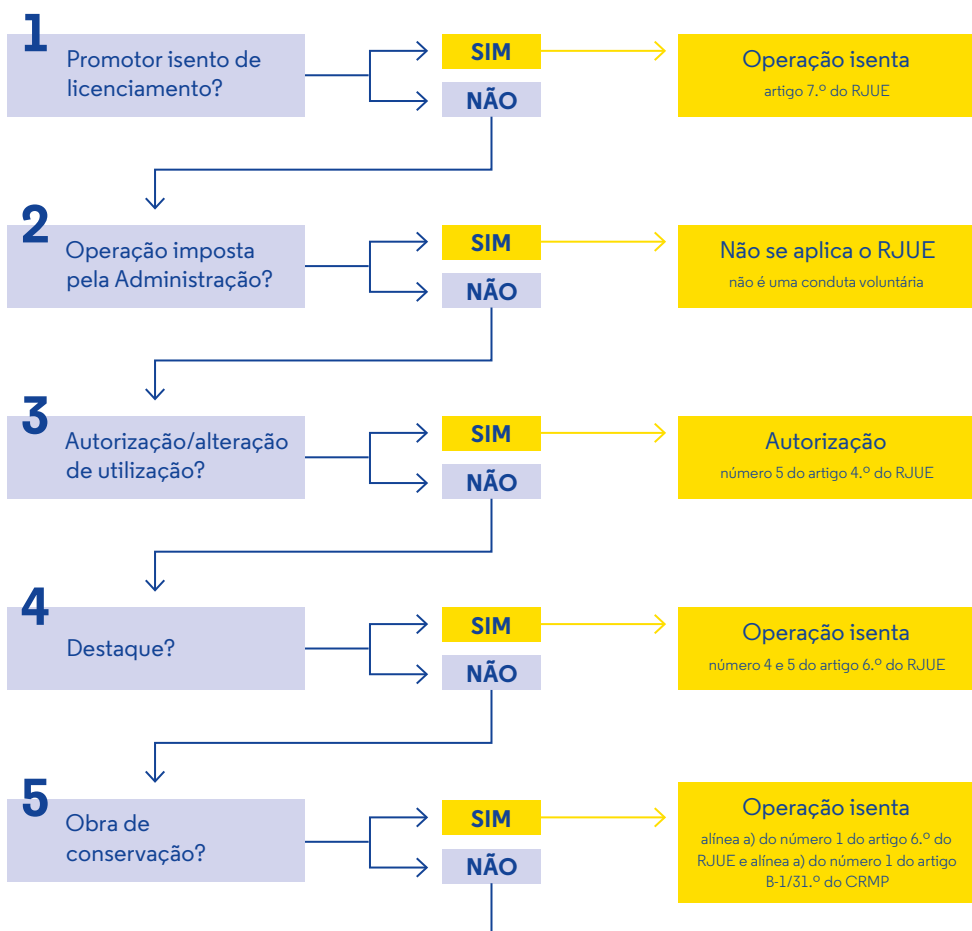 1
Promotor isento de
licenciamento?
SIM
NÃO
Operação isenta
artigo 7.º do RJUE
2
Operação imposta
pela Administração?
SIM
NÃO
Não se aplica o RJUE
não é uma conduta voluntária
3
Autorização/alteração
de utilização?
SIM
NÃO
Autorização
número 5 do artigo 4.º do RJUE
4
Destaque?
SIM
NÃO
Operação isenta
número 4 e 5 do artigo 6.º do RJUE
5
Obra de
conservação?
SIM
NÃO
Operação isenta
alínea a) do número 1 do artigo 6.º do
RJUE e alínea a) do número 1 do artigo
B-1/31.º do CRMP